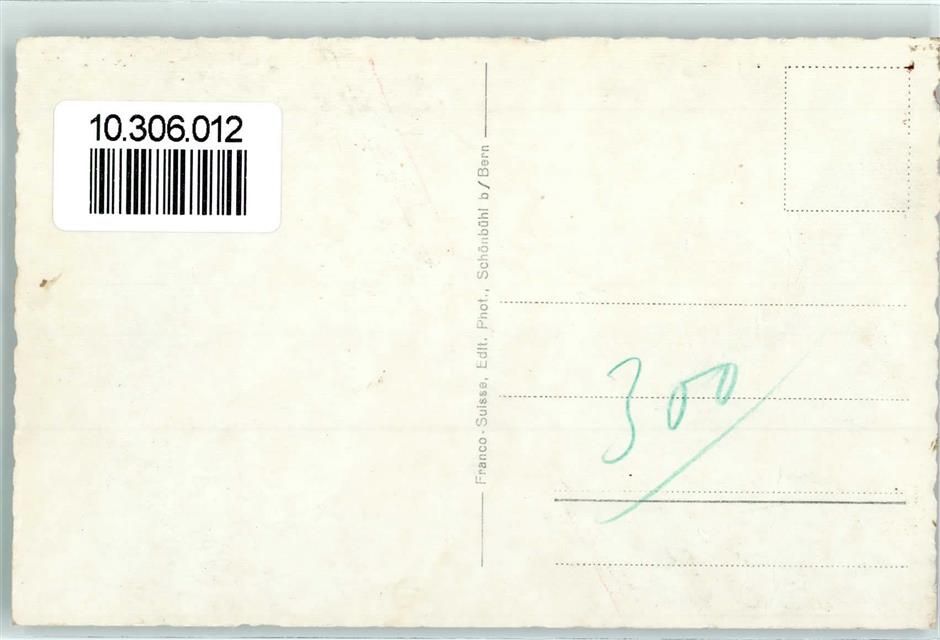 10.306.012
Franco-Suisse, Edit. Phot., Schönbühl b/Bern
300